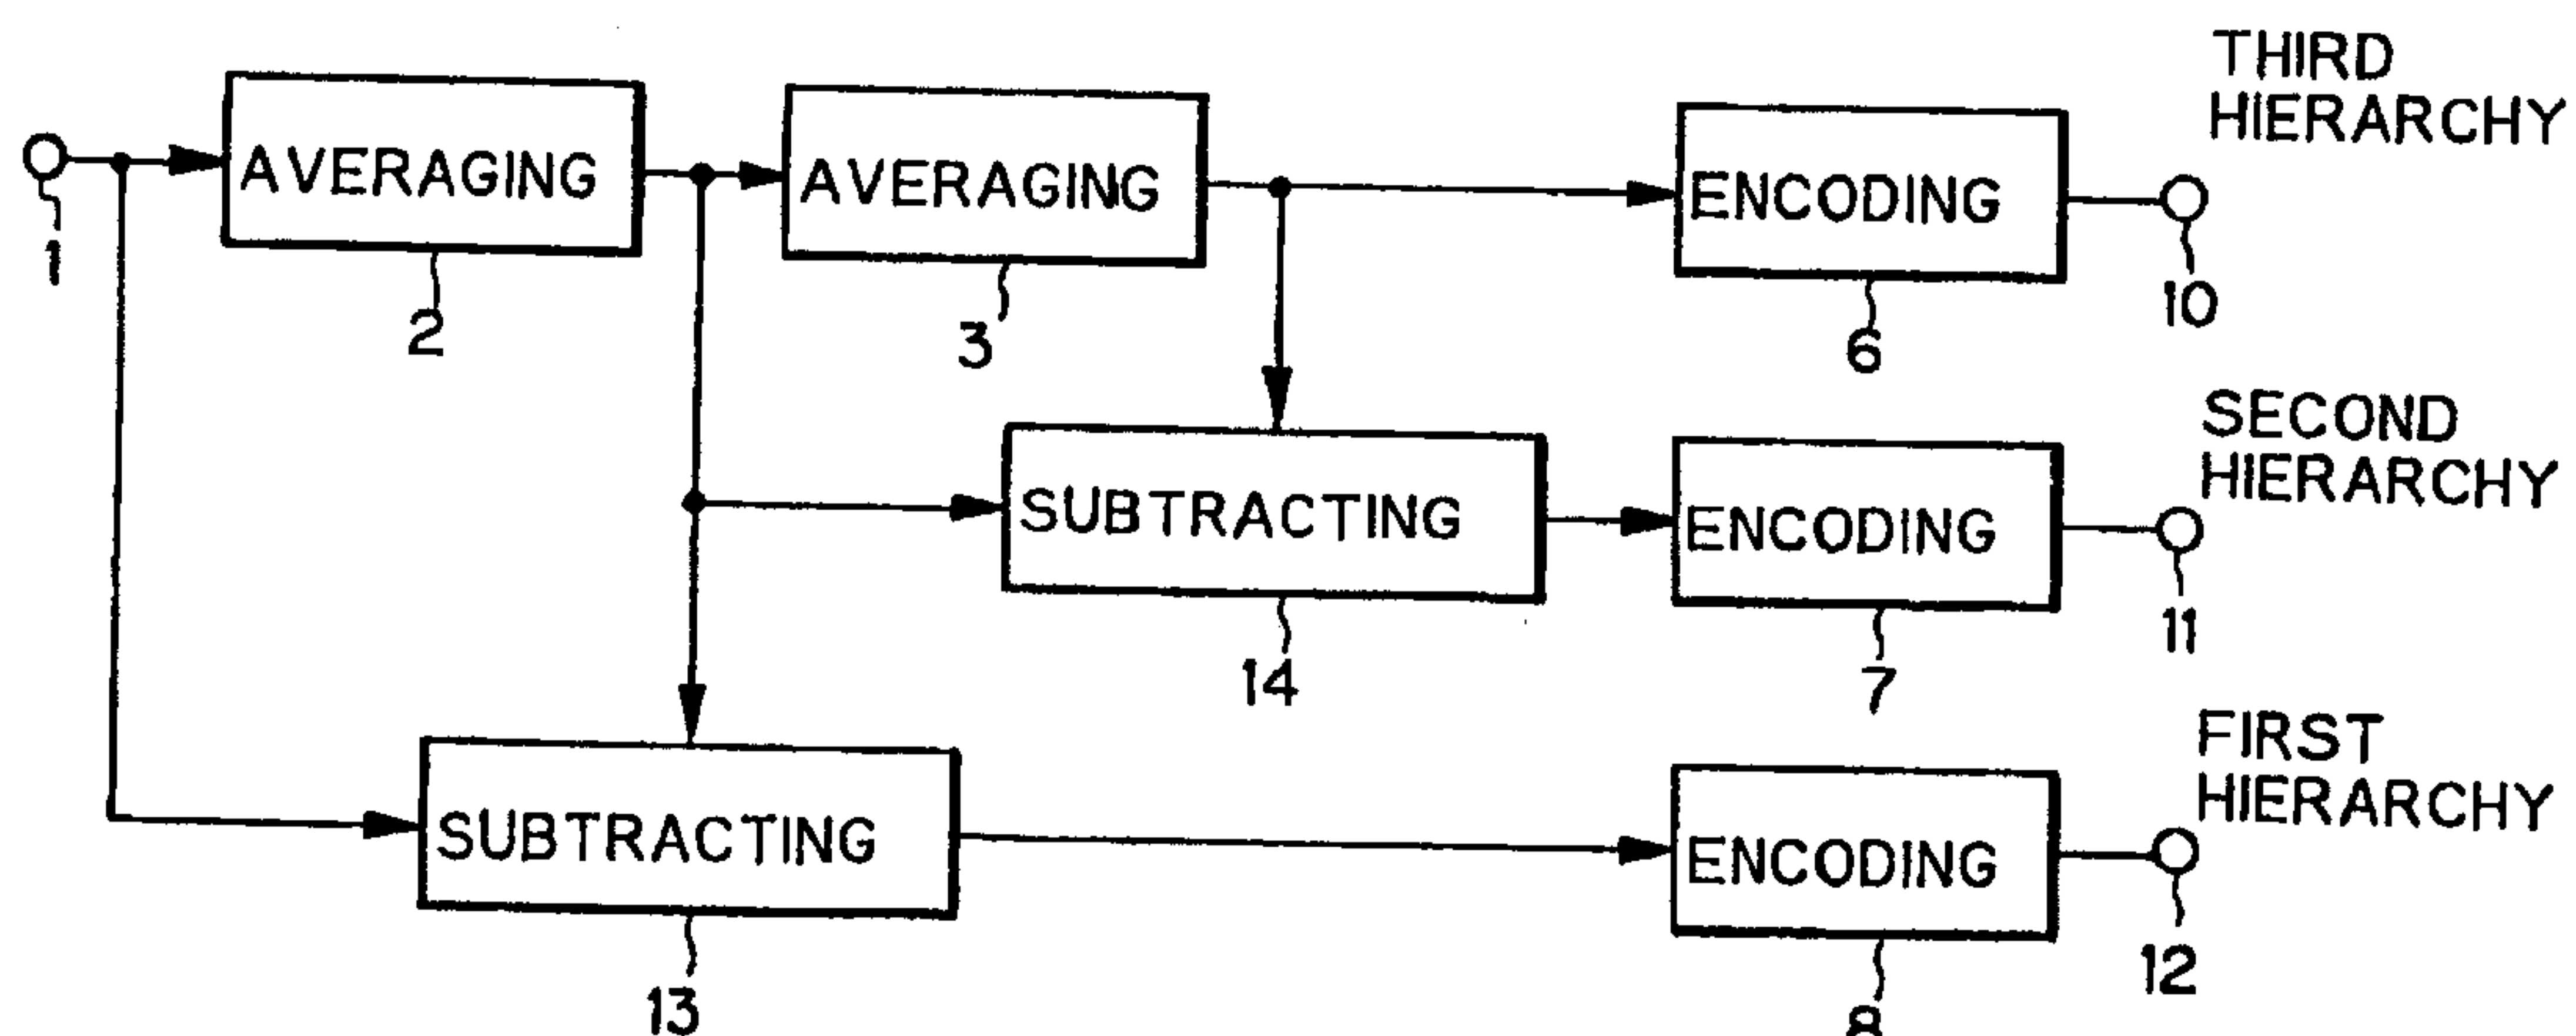 THIRD
HIERARCHY
AVERAGING
AVERAGING
ENCODING
1
2
3
6
10
SECOND
HIERARCHY
SUBTRACTING
ENCODING
14
7
11
FIRST
HIERARCHY
SUBTRACTING
ENCODING
13
8
12